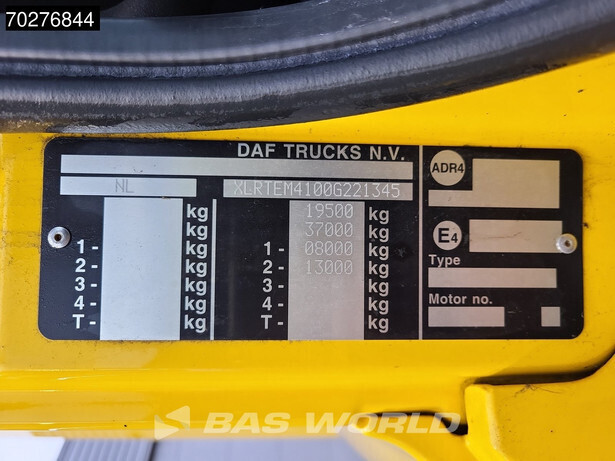 70276844
DAF TRUCKS N.V.
NL XLRTEM4100G221345
kg 19500 kg
kg 37000 kg
1- kg 1- 08000 kg
2- kg 2- 13000 kg
3- kg 3- kg
4- kg 4- kg
T- kg T- kg
ADR4
E4
Type
Motor no.
BAS WORLD